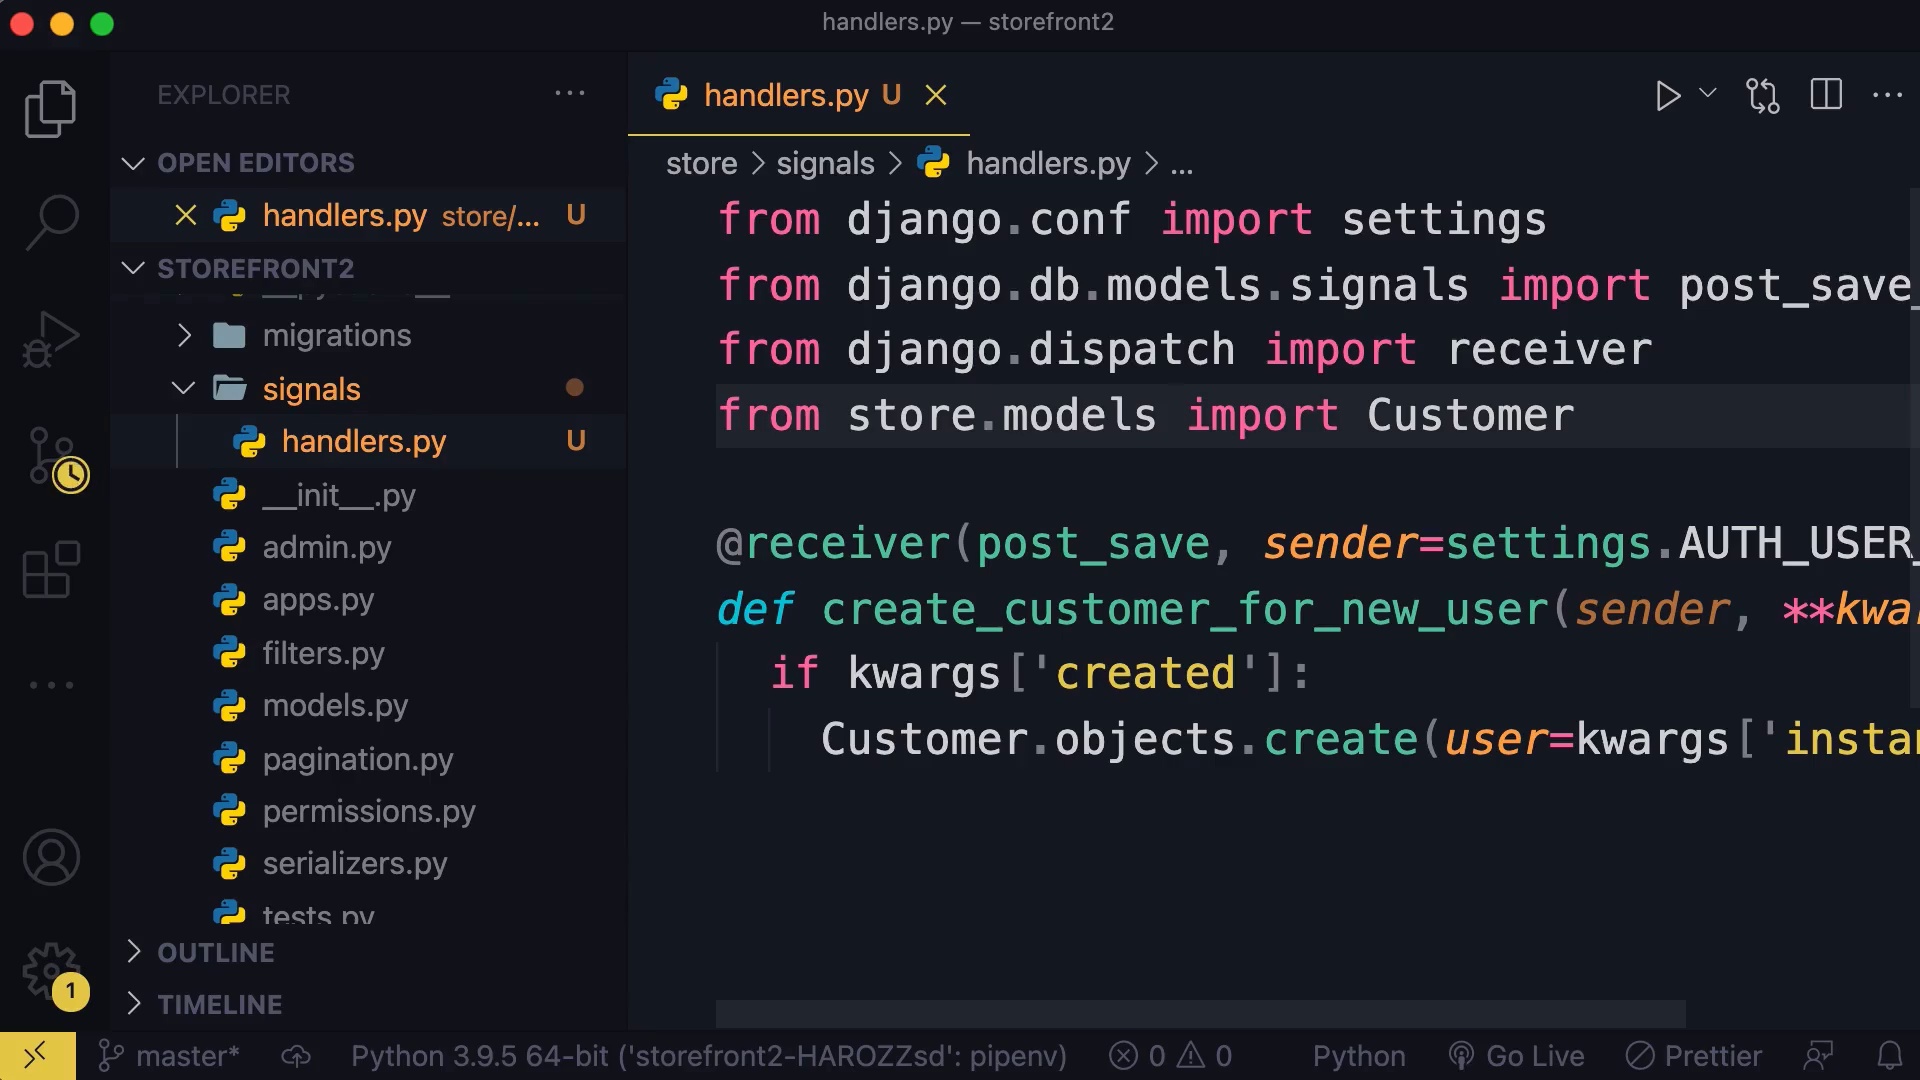 handlers.py — storefront2
EXPLORER
OPEN EDITORS
handlers.py store/... U
STOREFRONT2
migrations
signals
handlers.py U
__init__.py
admin.py
apps.py
filters.py
models.py
pagination.py
permissions.py
serializers.py
tests.py
OUTLINE
TIMELINE
handlers.py U
store > signals > handlers.py > ...
from django.conf import settings
from django.db.models.signals import post_save
from django.dispatch import receiver
from store.models import Customer
@receiver(post_save, sender=settings.AUTH_USER_
def create_customer_for_new_user(sender, **kwar
if kwargs['created']:
Customer.objects.create(user=kwargs['instan
1
master* Python 3.9.5 64-bit ('storefront2-HAROZZsd': pipenv) 0 0 Python Go Live Prettier